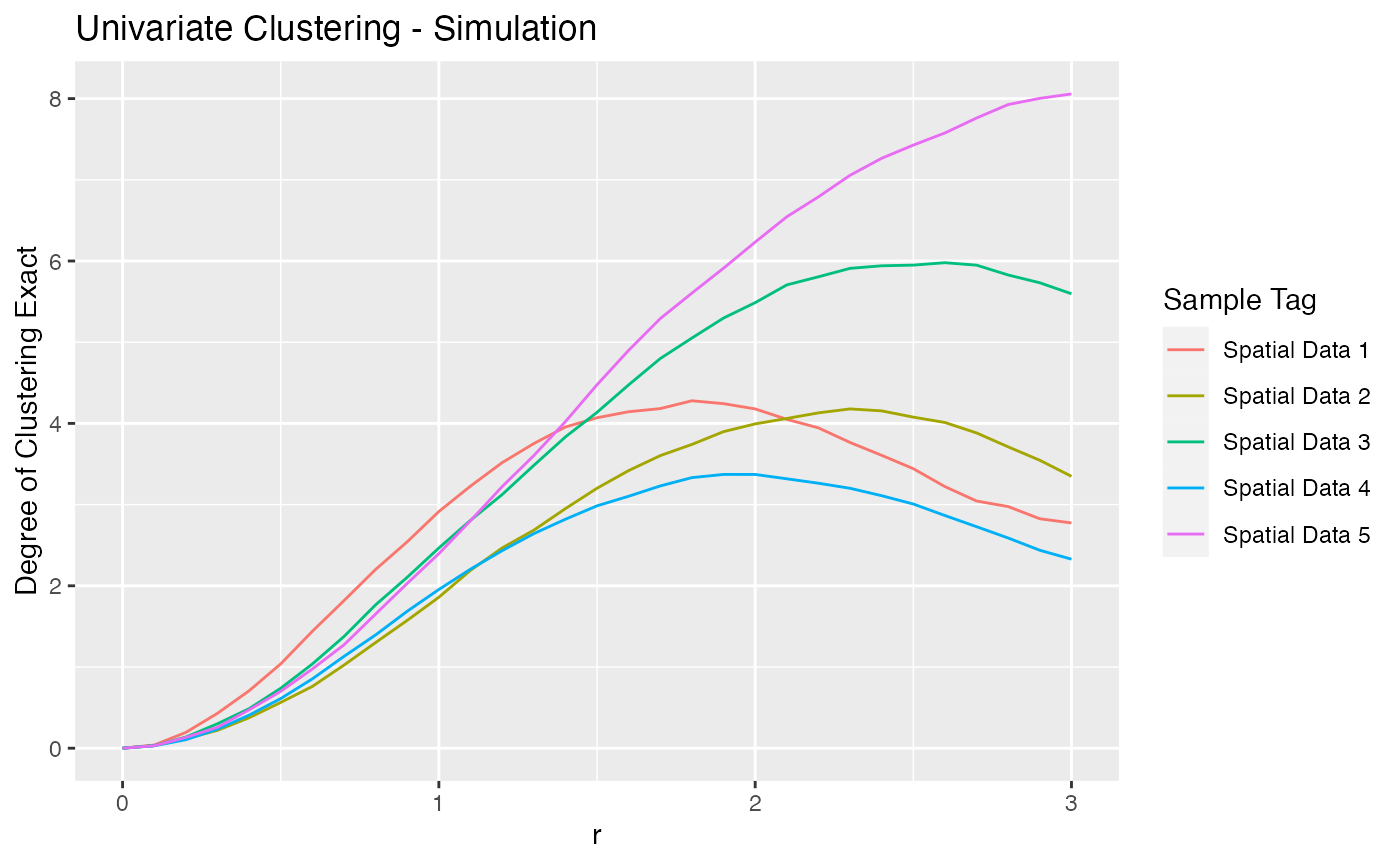 Univariate Clustering - Simulation
Degree of Clustering Exact
8
6
4
2
0
0
1
2
3
r
Sample Tag
Spatial Data 1
Spatial Data 2
Spatial Data 3
Spatial Data 4
Spatial Data 5